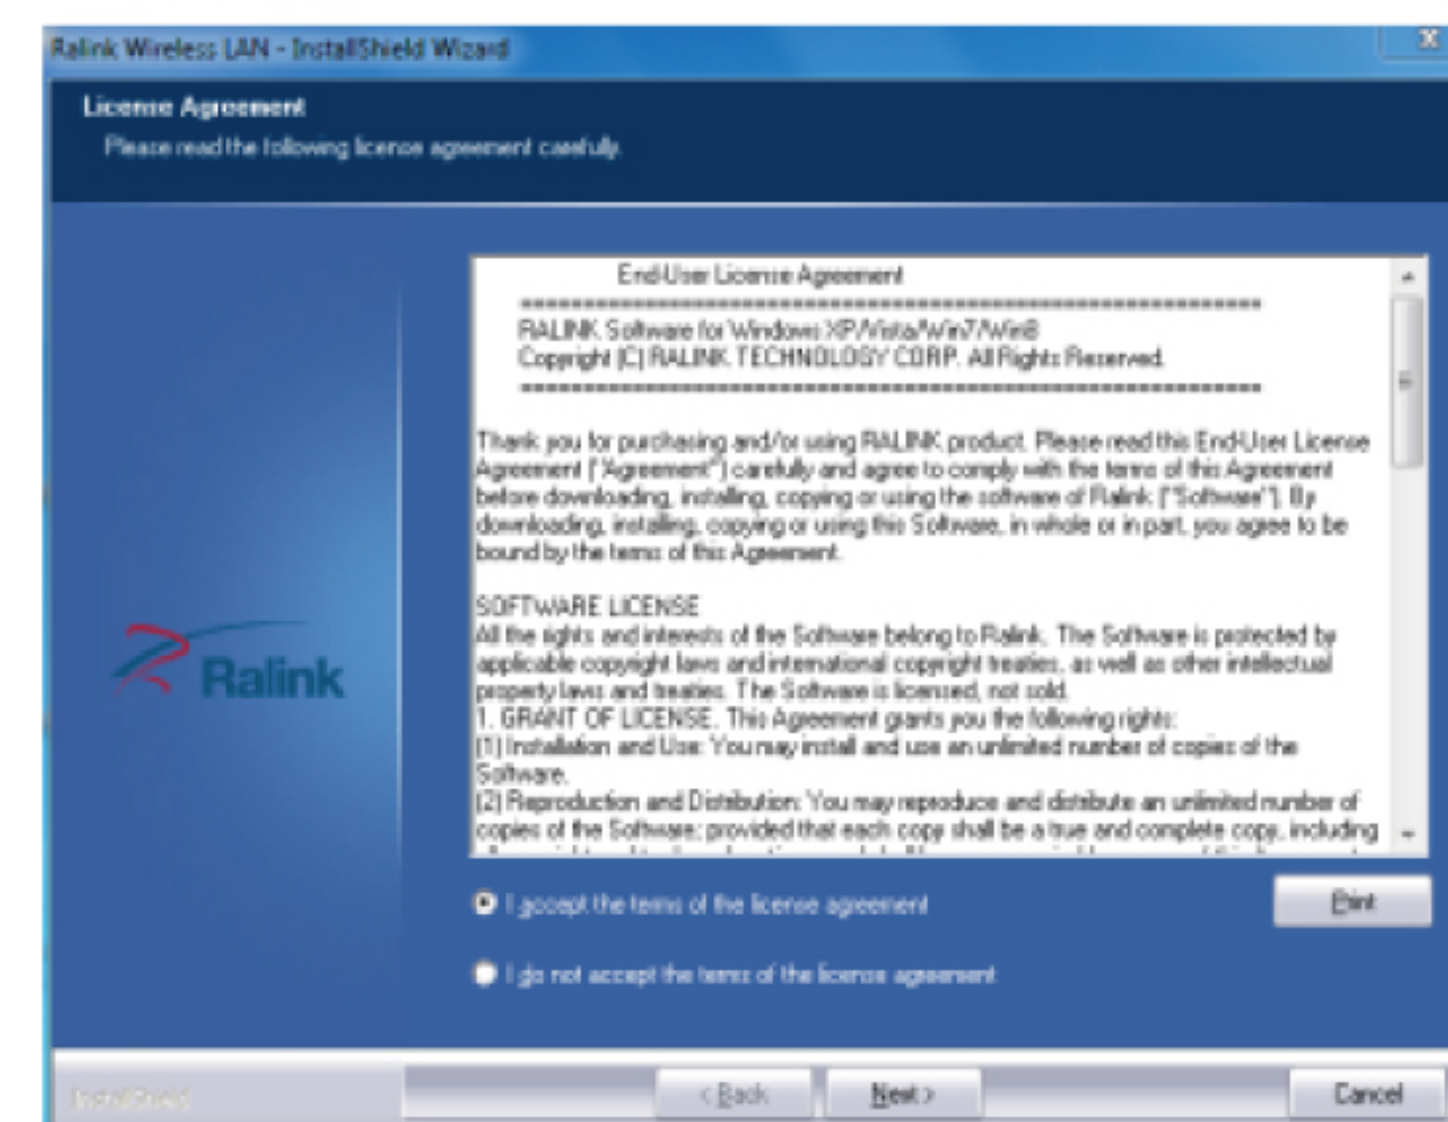 Ralink Wireless LAN - InstallShield Wizard
X
License Agreement
Please read the following license agreement carefully.
End-User License Agreement
RALINK Software for Windows XP/Vista/Win7/Win8
Copyright (C) RALINK TECHNOLOGY CORP. All Rights Reserved.
Thank you for purchasing and/or using RALINK product. Please read this End-User License
Agreement ("Agreement") carefully and agree to comply with the terms of this Agreement
before downloading, installing, copying or using the software of Ralink ("Software"). By
downloading, installing, copying or using this Software, in whole or in part, you agree to be
bound by the terms of this Agreement.
SOFTWARE LICENSE
All the rights and interests of the Software belong to Ralink. The Software is protected by
applicable copyright laws and international copyright treaties, as well as other intellectual
property laws and treaties. The Software is licensed, not sold.
1. GRANT OF LICENSE. This Agreement grants you the following rights:
(1) Installation and Use: You may install and use an unlimited number of copies of the
Software.
(2) Reproduction and Distribution: You may reproduce and distribute an unlimited number of
copies of the Software; provided that each copy shall be a true and complete copy, including
Ralink
I accept the terms of the license agreement
Print
I do not accept the terms of the license agreement
InstallShield
< Back
Next >
Cancel